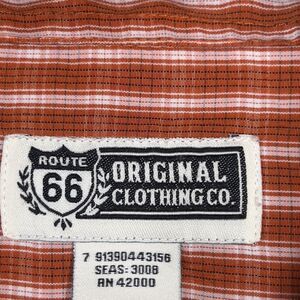 ROUTE
66
ORIGINAL
CLOTHING CO.
7 91390443156
SEAS: 3008
RN 42000